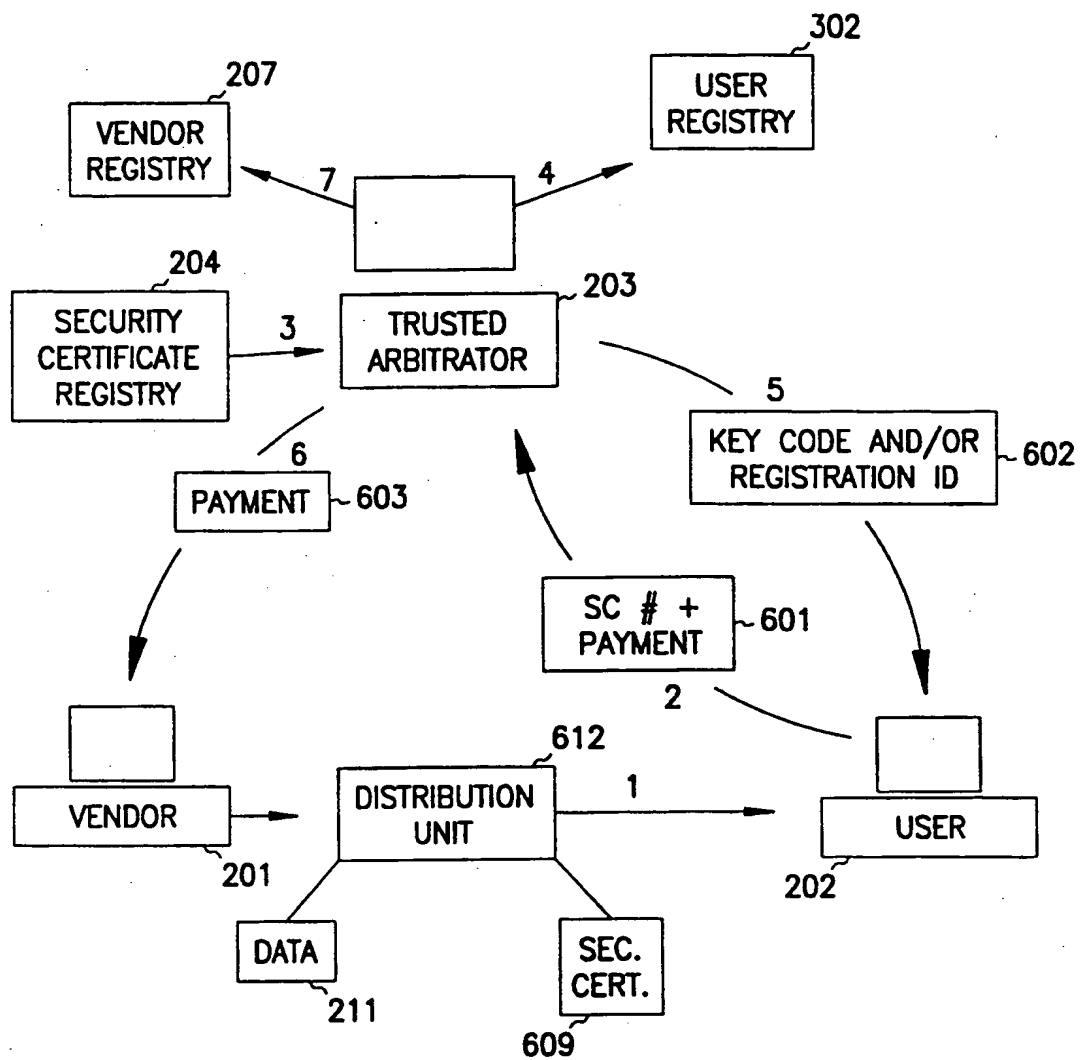 302
207
USER
REGISTRY
VENDOR
REGISTRY
7
4
204
203
SECURITY
CERTIFICATE
REGISTRY
3
TRUSTED
ARBITRATOR
5
6
KEY CODE AND/OR
REGISTRATION ID
602
PAYMENT
603
SC # +
PAYMENT
601
2
612
1
VENDOR
DISTRIBUTION
UNIT
USER
201
202
DATA
SEC.
CERT.
211
609